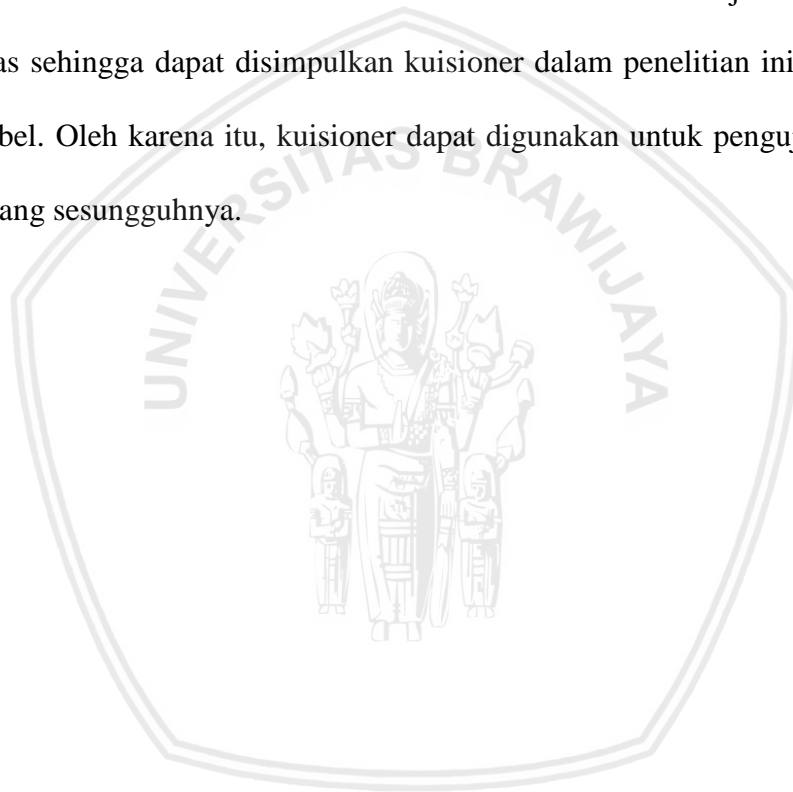 as sehingga dapat disimpulkan kuisioner dalam penelitian ini
bel. Oleh karena itu, kuisioner dapat digunakan untuk penguj
ang sesungguhnya.
UNIVERSITAS BRAWIJAYA